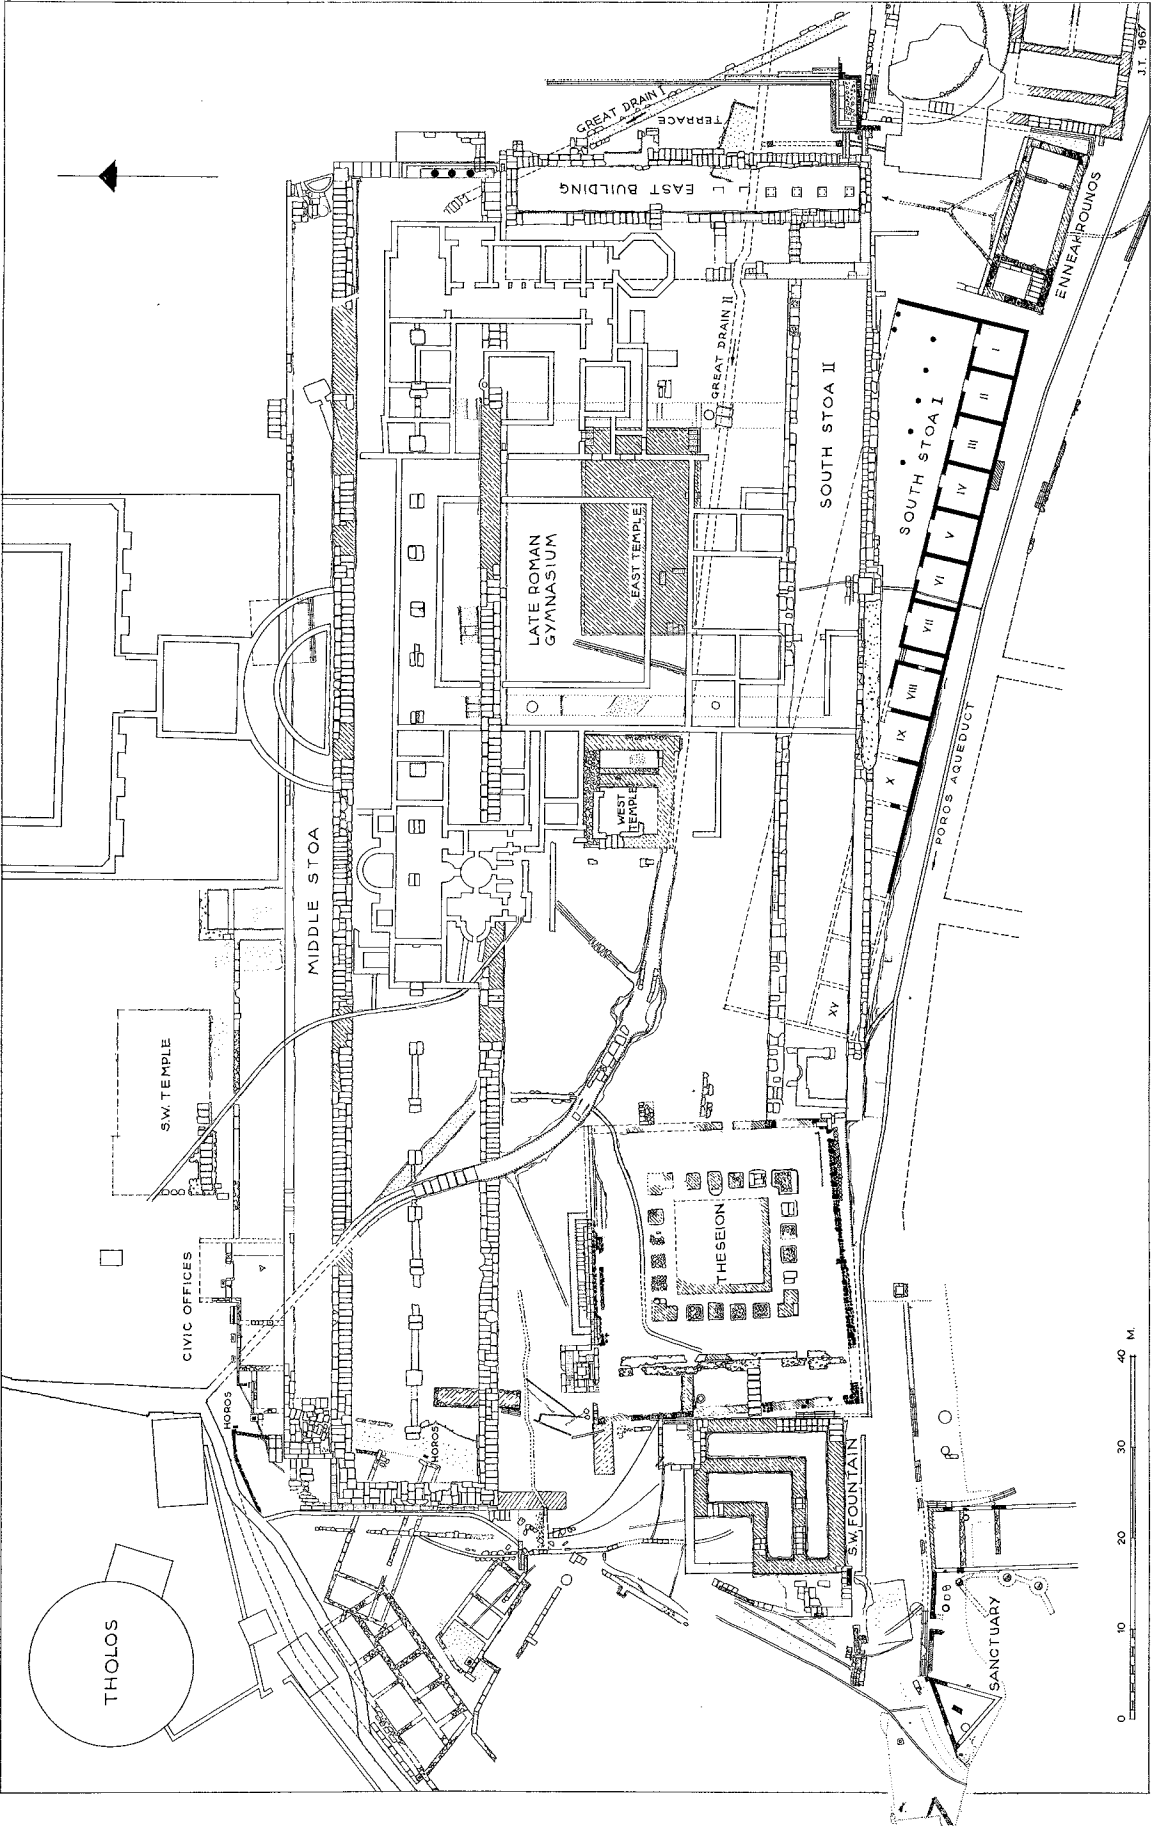 J.T. 1967
GREAT DRAIN I
TERRACE
EAST BUILDING
ENNEAKROUNOS
GREAT DRAIN II
SOUTH STOA II
SOUTH STOA I
I
II
III
IV
V
VI
VII
VIII
IX
X
XV
LATE ROMAN
GYMNASIUM
EAST TEMPLE
WEST
TEMPLE
POROS AQUEDUCT
MIDDLE STOA
S.W. TEMPLE
CIVIC OFFICES
HOROS
HOROS
THESEION
S.W. FOUNTAIN
THOLOS
SANCTUARY
0 10 20 30 40 M.